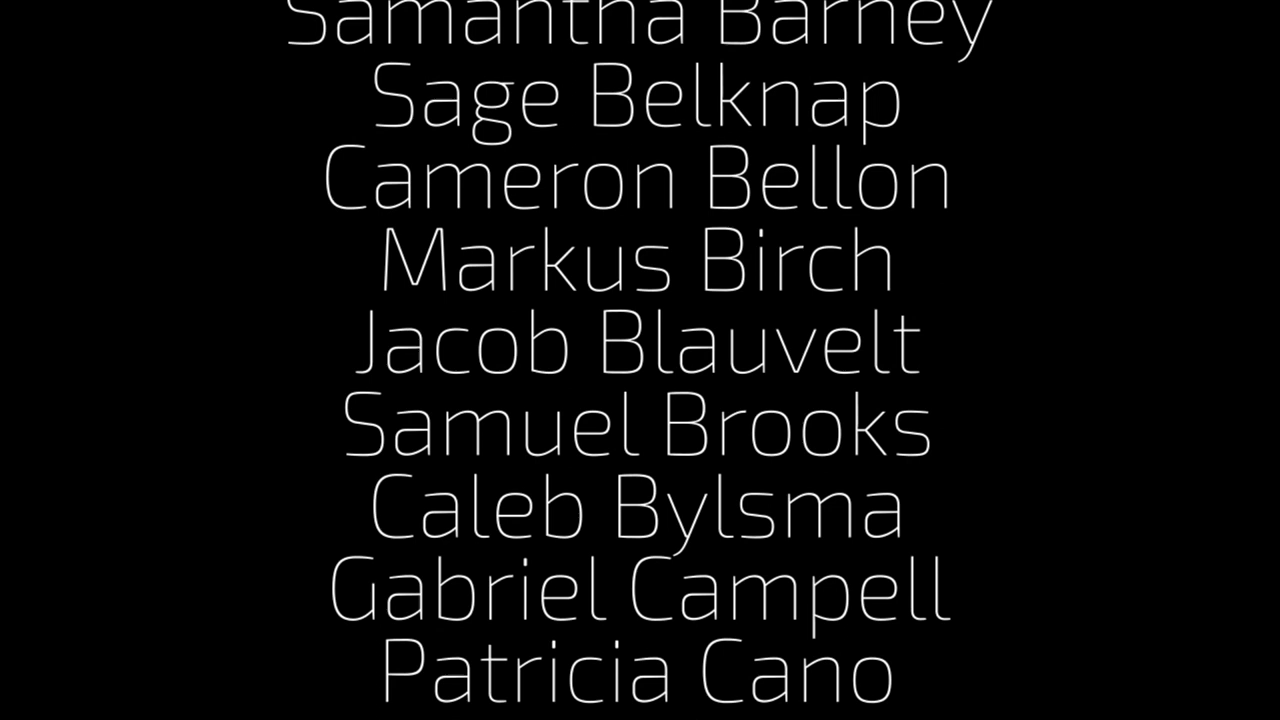 Samantha Barney
Sage Belknap
Cameron Bellon
Markus Birch
Jacob Blauvelt
Samuel Brooks
Caleb Bylsma
Gabriel Campell
Patricia Cano